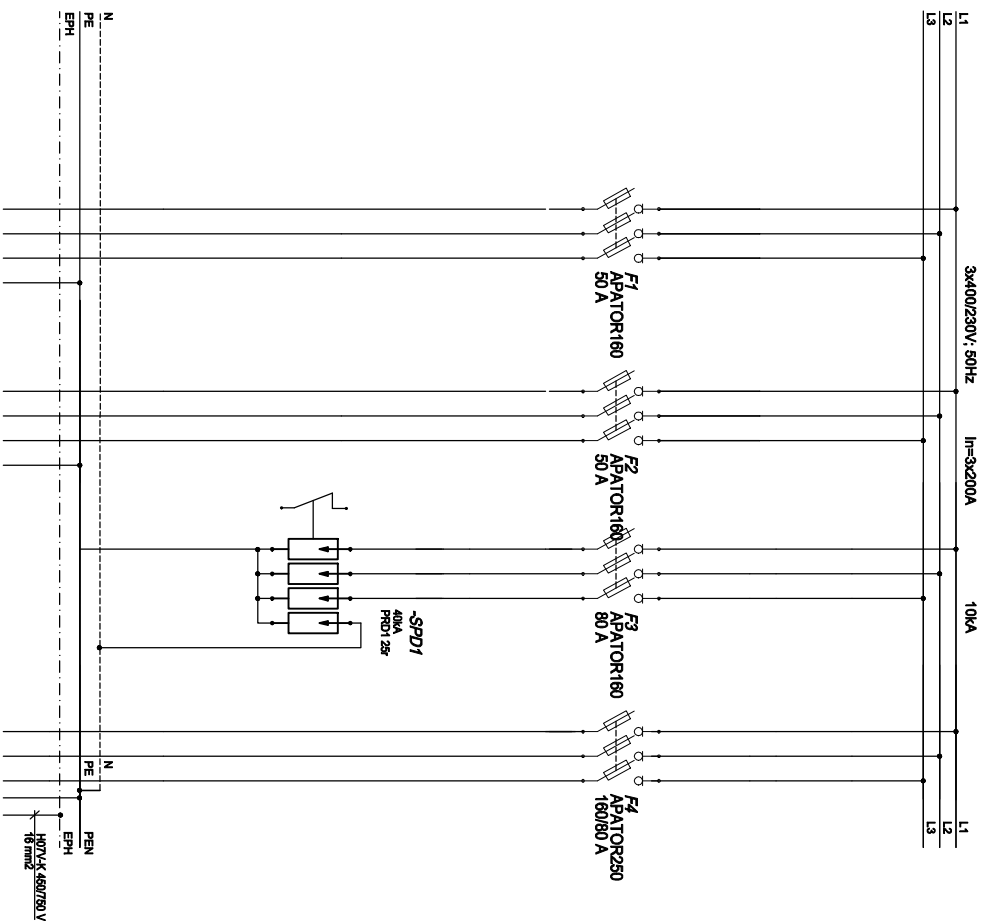 L1
L2
L3
3x400/230V; 50Hz
In=3x200A
10kA
L1
L2
L3
F1
APATOR160
50 A
F2
APATOR160
50 A
F3
APATOR160
80 A
F4
APATOR250
160/80 A
-SPD1
40kA
PRD1 25r
N
PE
EPH
N
PE
PEN
EPH
H07V-K 450/750 V
16 mm2